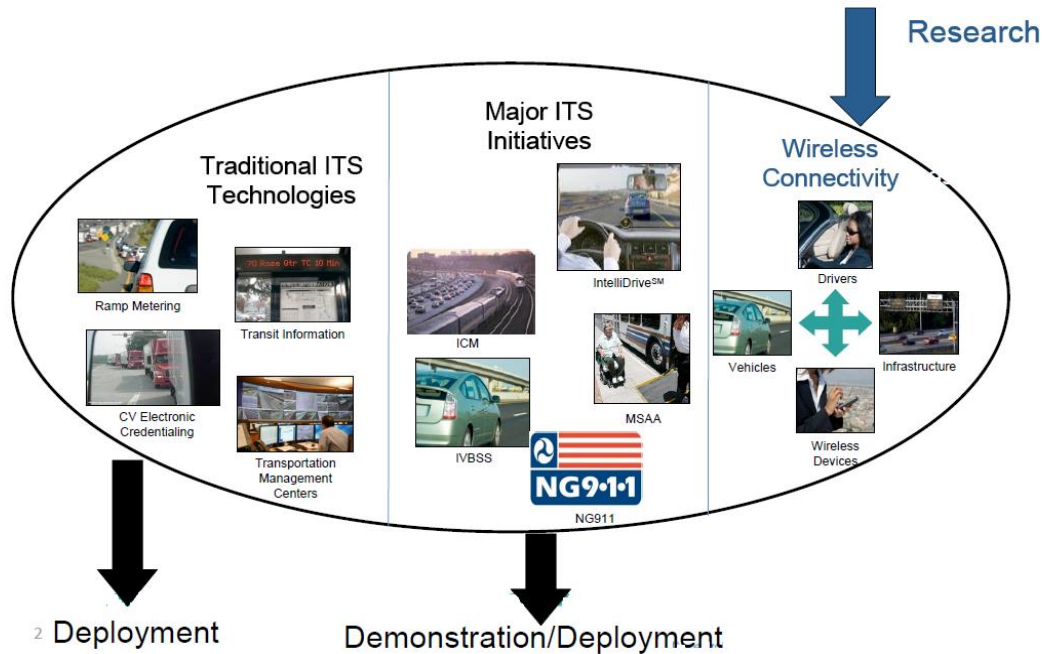 Research
Major ITS
Initiatives
Traditional ITS
Technologies
Wireless
Connectivity
Ramp Metering
Transit Information
CV Electronic
Credentialing
Transportation
Management
Centers
ICM
IntelliDriveSM
IVBSS
MSAA
NG9·1·1
NG911
Drivers
Vehicles
Infrastructure
Wireless
Devices
2
Deployment
Demonstration/Deployment